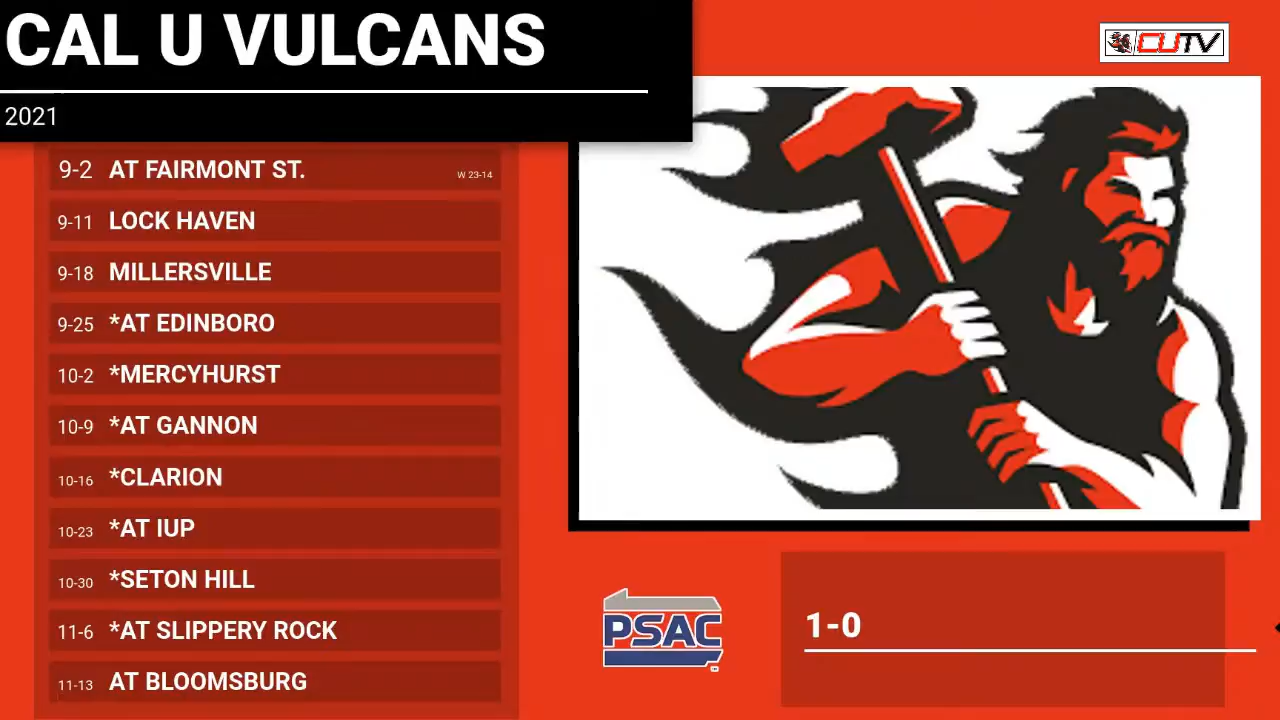 CAL U VULCANS
2021
CUTV
9-2 AT FAIRMONT ST. W 23-14
9-11 LOCK HAVEN
9-18 MILLERSVILLE
9-25 *AT EDINBORO
10-2 *MERCYHURST
10-9 *AT GANNON
10-16 *CLARION
10-23 *AT IUP
10-30 *SETON HILL
11-6 *AT SLIPPERY ROCK
11-13 AT BLOOMSBURG
PSAC
1-0